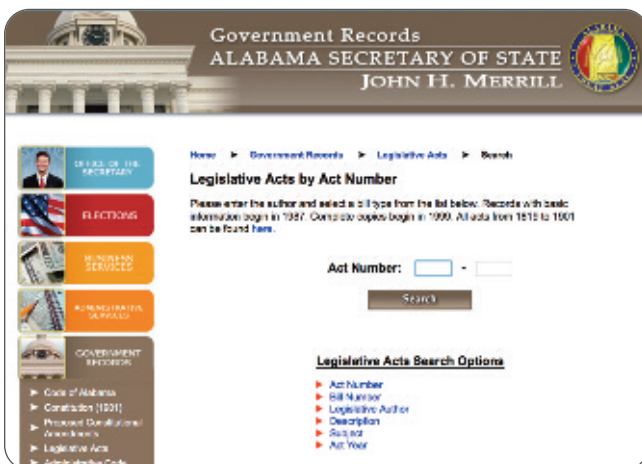 Government Records
ALABAMA SECRETARY OF STATE
JOHN H. MERRILL
OFFICE OF THE
SECRETARY
ELECTIONS
BUSINESS
SERVICES
ADMINISTRATIVE
SERVICES
GOVERNMENT
RECORDS
► Code of Alabama
► Constitution (1901)
► Proposed Constitutional
Amendments
► Legislative Acts
► Administrative Code
Home ► Government Records ► Legislative Acts ► Search
Legislative Acts by Act Number
Please enter the author and select a bill type from the list below. Records with basic
information begin in 1987. Complete copies begin in 1999. All acts from 1819 to 1901
can be found here.
Act Number: -
Search
Legislative Acts Search Options
► Act Number
► Bill Number
► Legislative Author
► Description
► Subject
► Act Year